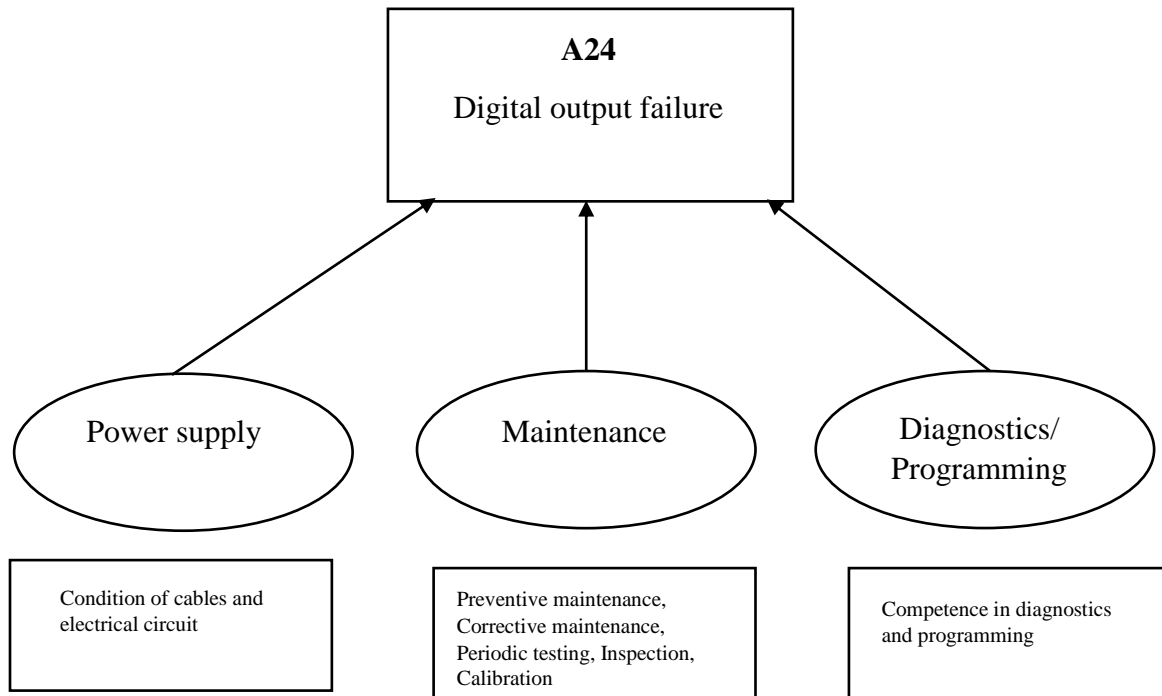 A24
Digital output failure
Power supply
Maintenance
Diagnostics/
Programming
Condition of cables and
electrical circuit
Preventive maintenance,
Corrective maintenance,
Periodic testing, Inspection,
Calibration
Competence in diagnostics
and programming